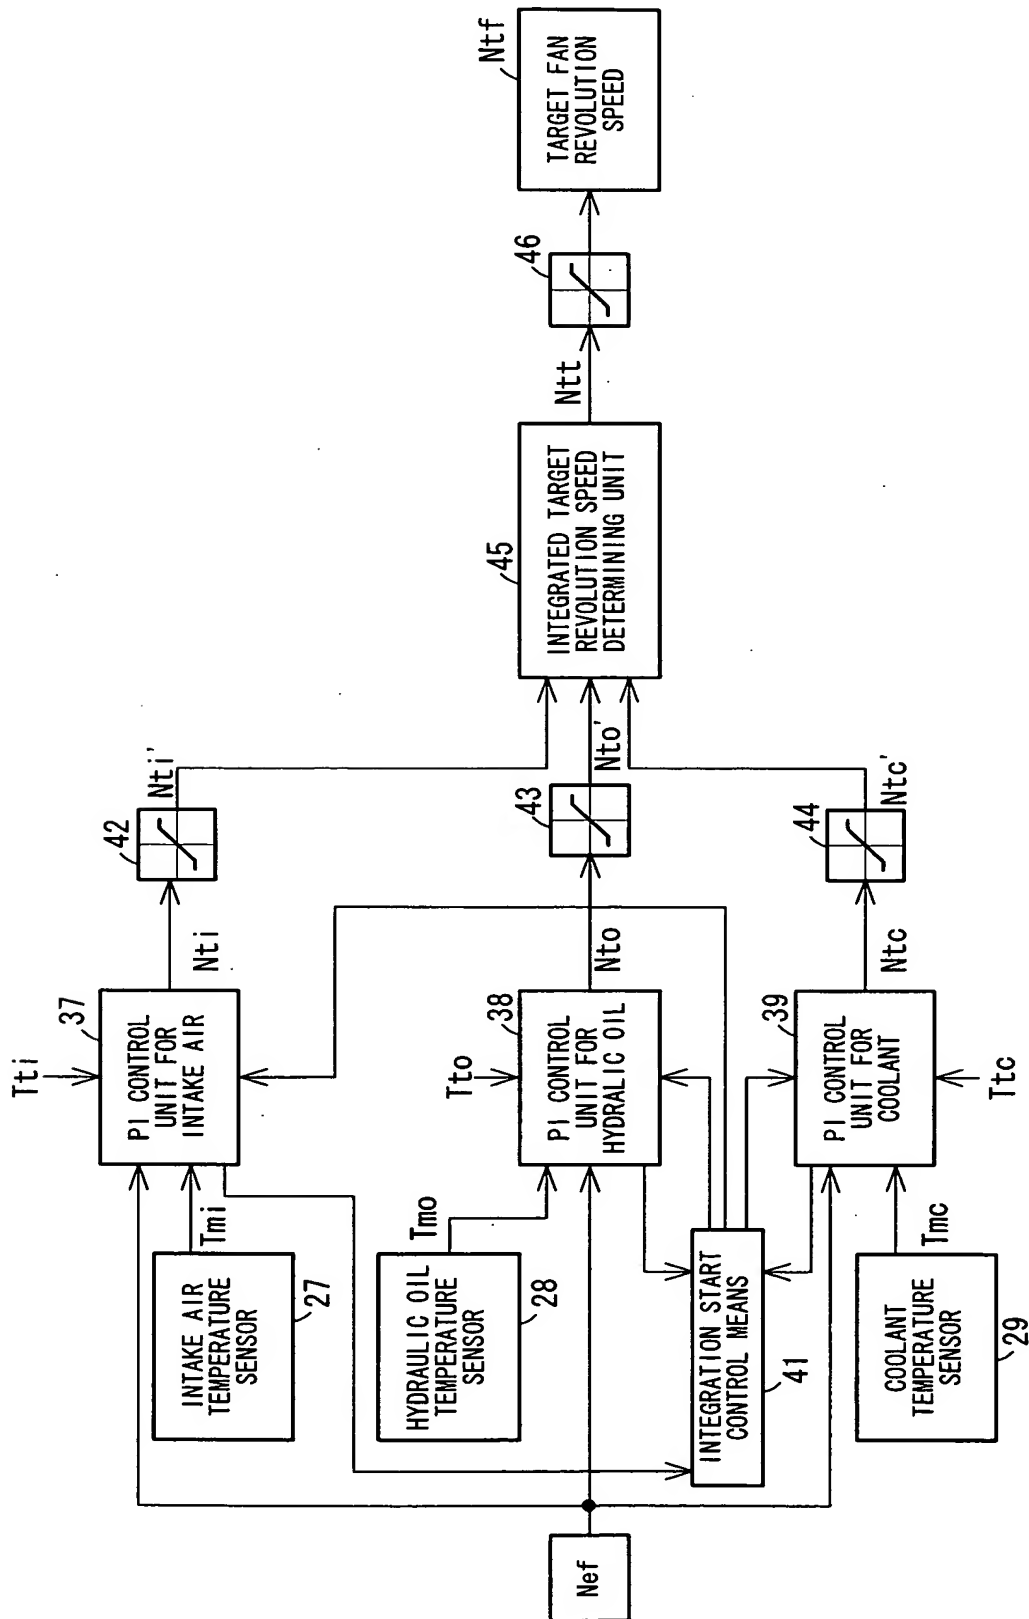 Nef
INTAKE AIR
TEMPERATURE
SENSOR
27
Tmi
Tti
PI CONTROL
UNIT FOR
INTAKE AIR
37
Nti
42
Nti'
HYDRAULIC OIL
TEMPERATURE
SENSOR
28
Tmo
Tto
PI CONTROL
UNIT FOR
HYDRALIC OIL
38
Nto
43
Nto'
INTEGRATION START
CONTROL MEANS
41
COOLANT
TEMPERATURE
SENSOR
29
Tmc
Ttc
PI CONTROL
UNIT FOR
COOLANT
39
Ntc
44
Ntc'
45
INTEGRATED TARGET
REVOLUTION SPEED
DETERMINING UNIT
Ntt
46
Ntf
TARGET FAN
REVOLUTION
SPEED